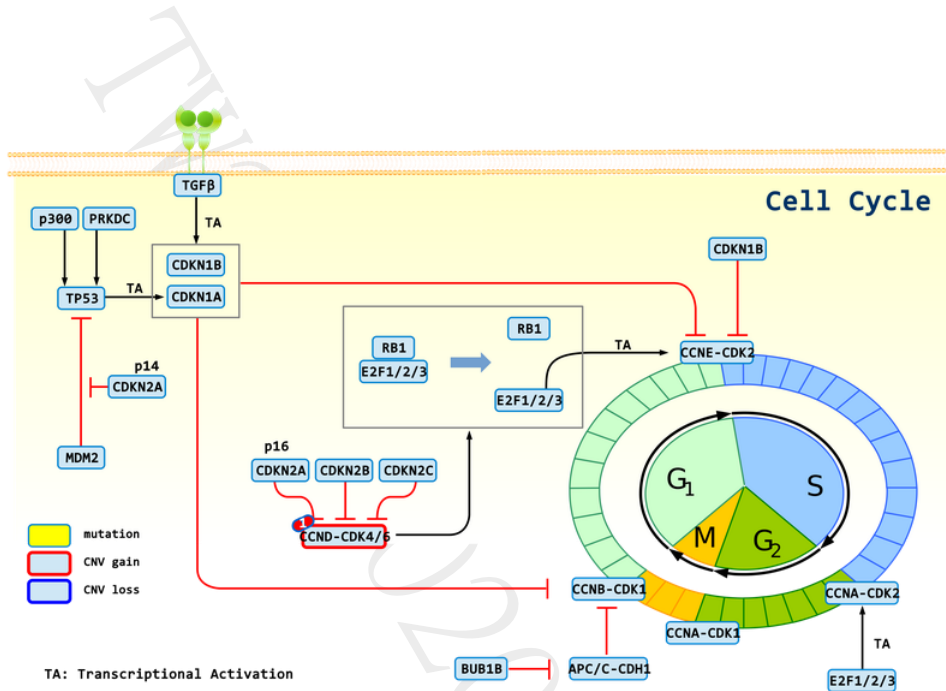 TGFβ
Cell Cycle
p300
PRKDC
TA
CDKN1B
CDKN1B
TP53
TA
CDKN1A
RB1
RB1
TA
CCNE-CDK2
E2F1/2/3
p14
CDKN2A
E2F1/2/3
p16
MDM2
CDKN2A
CDKN2B
CDKN2C
G1
S
1
CCND-CDK4/6
M
G2
mutation
CNV gain
CNV loss
CCNB-CDK1
CCNA-CDK2
CCNA-CDK1
TA
BUB1B
APC/C-CDH1
TA: Transcriptional Activation
E2F1/2/3